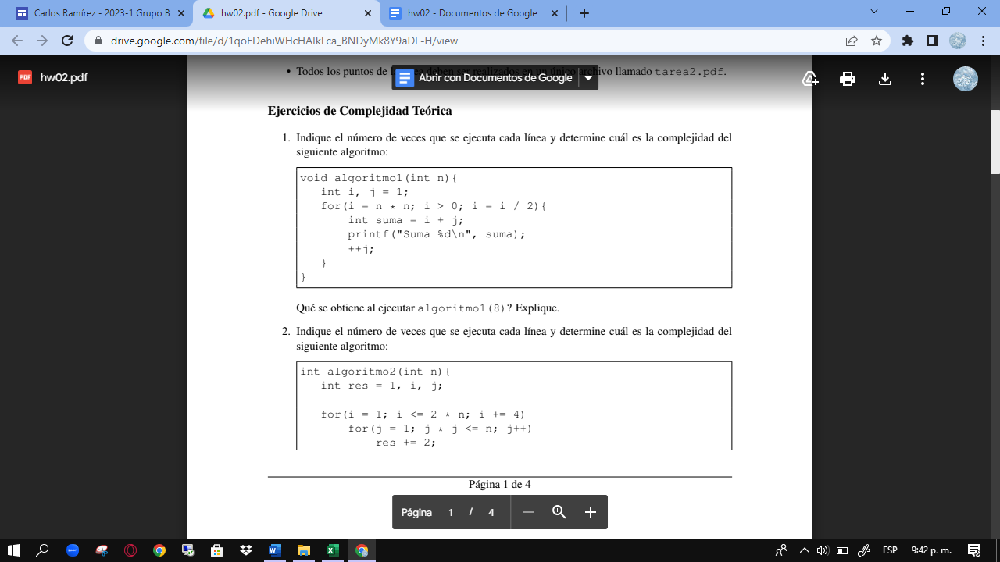 Carlos Ramírez - 2023-1 Grupo B
hw02.pdf - Google Drive
hw02 - Documentos de Google
drive.google.com/file/d/1qoEDehiWHcHAIkLca_BNDyMk8Y9aDL-H/view
PDF hw02.pdf
• Todos los puntos de la tarea deben ser realizados en un único archivo llamado tarea2.pdf.
Abrir con Documentos de Google
Ejercicios de Complejidad Teórica
1. Indique el número de veces que se ejecuta cada línea y determine cuál es la complejidad del
siguiente algoritmo:
void algoritmo1(int n){
int i, j = 1;
for(i = n * n; i > 0; i = i / 2){
int suma = i + j;
printf("Suma %d\n", suma);
++j;
}
}
Qué se obtiene al ejecutar algoritmo1(8)? Explique.
2. Indique el número de veces que se ejecuta cada línea y determine cuál es la complejidad del
siguiente algoritmo:
int algoritmo2(int n){
int res = 1, i, j;
for(i = 1; i <= 2 * n; i += 4)
for(j = 1; j * j <= n; j++)
res += 2;
Página 1 de 4
Página 1 / 4
ESP
9:42 p. m.